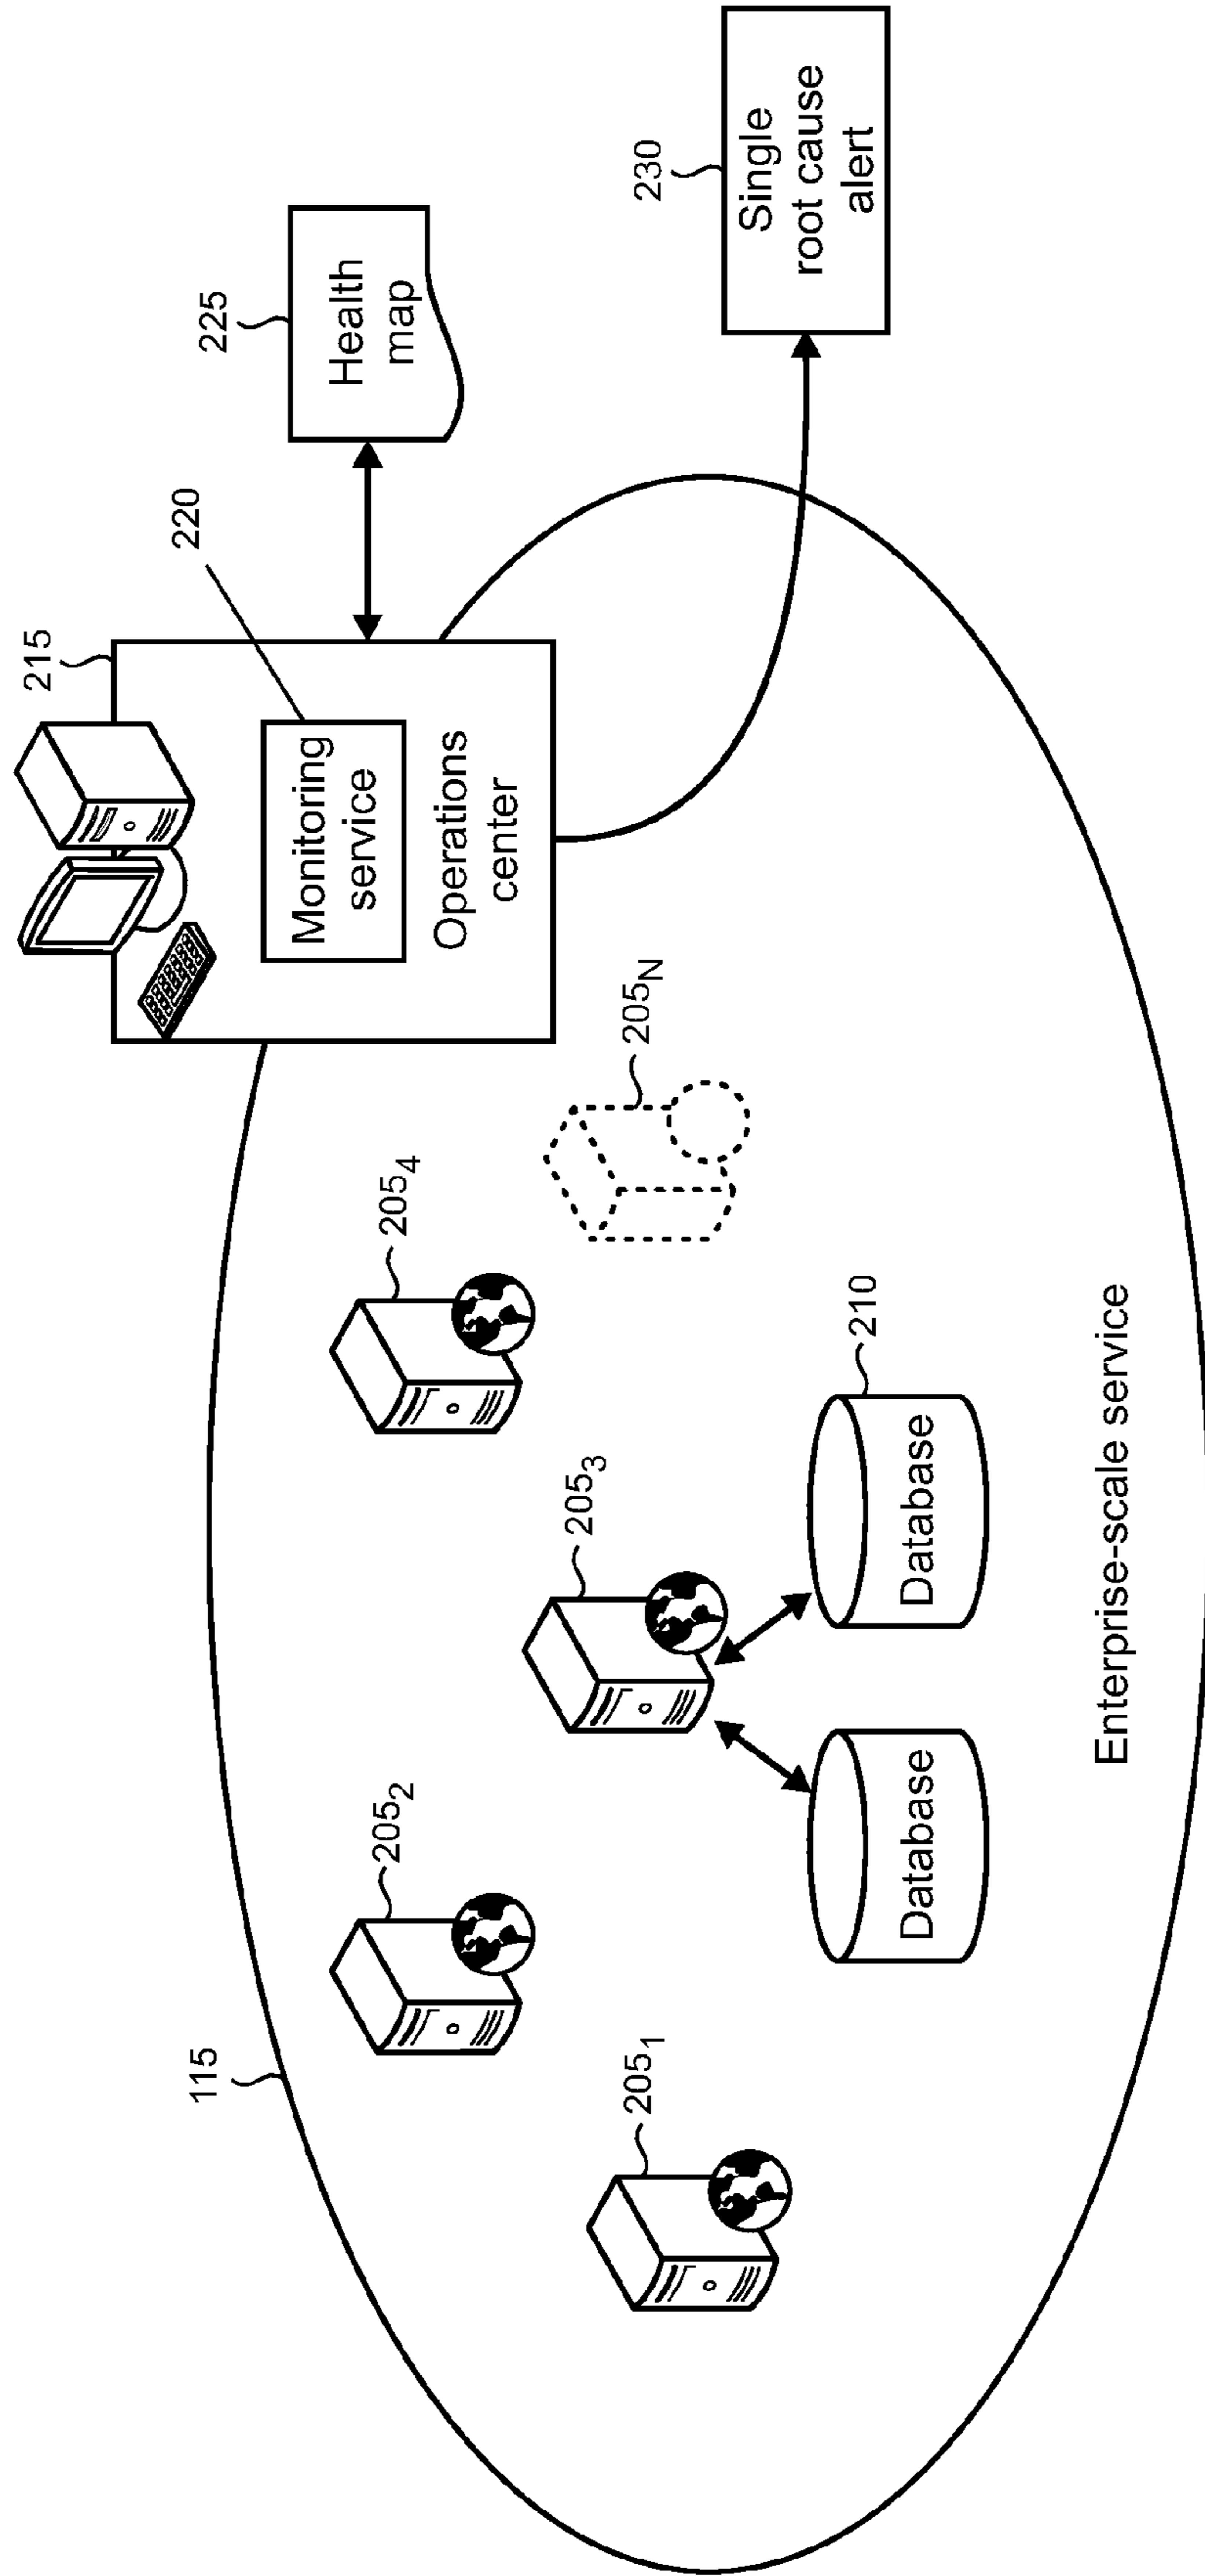 215
220
Monitoring
service
Operations
center
225
Health
map
230
Single
root cause
alert
115
205₁
205₂
205₃
205₄
205N
210
Database
Database
Enterprise-scale service